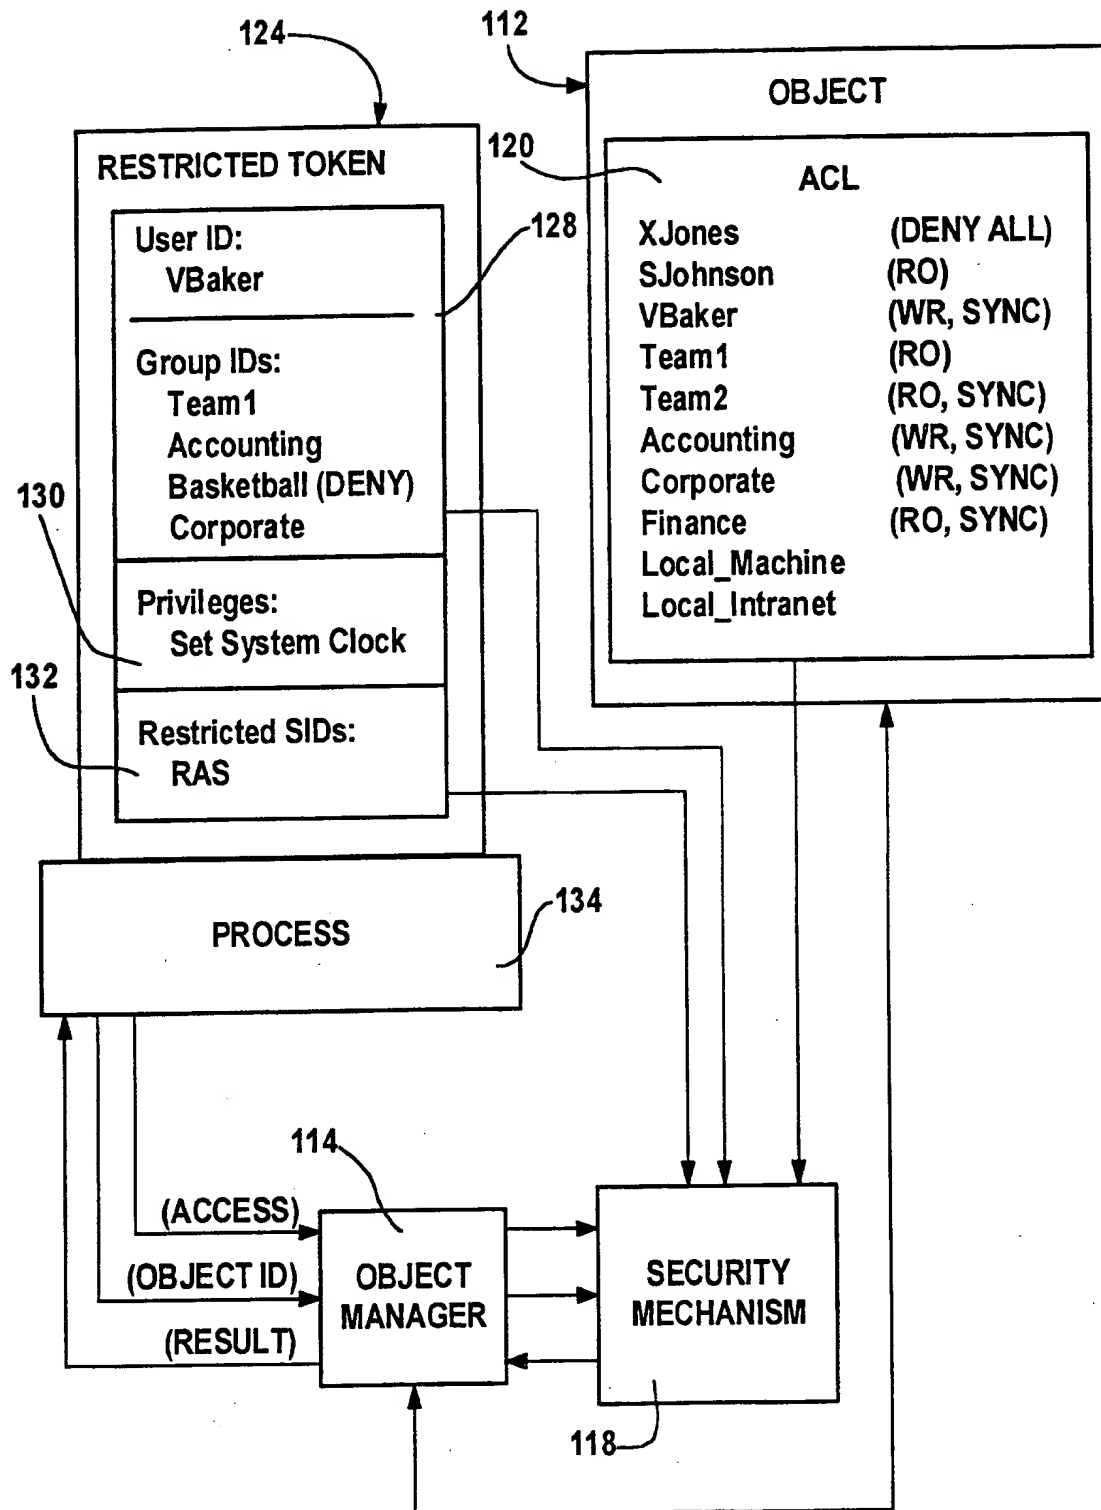 124
112
OBJECT
RESTRICTED TOKEN
120
ACL
User ID:
VBaker
128
XJones (DENY ALL)
SJohnson (RO)
VBaker (WR, SYNC)
Team1 (RO)
Team2 (RO, SYNC)
Accounting (WR, SYNC)
Corporate (WR, SYNC)
Finance (RO, SYNC)
Local_Machine
Local_Intranet
Group IDs:
Team1
Accounting
Basketball (DENY)
Corporate
130
Privileges:
Set System Clock
132
Restricted SIDs:
RAS
PROCESS
134
114
(ACCESS)
(OBJECT ID)
(RESULT)
OBJECT
MANAGER
SECURITY
MECHANISM
118